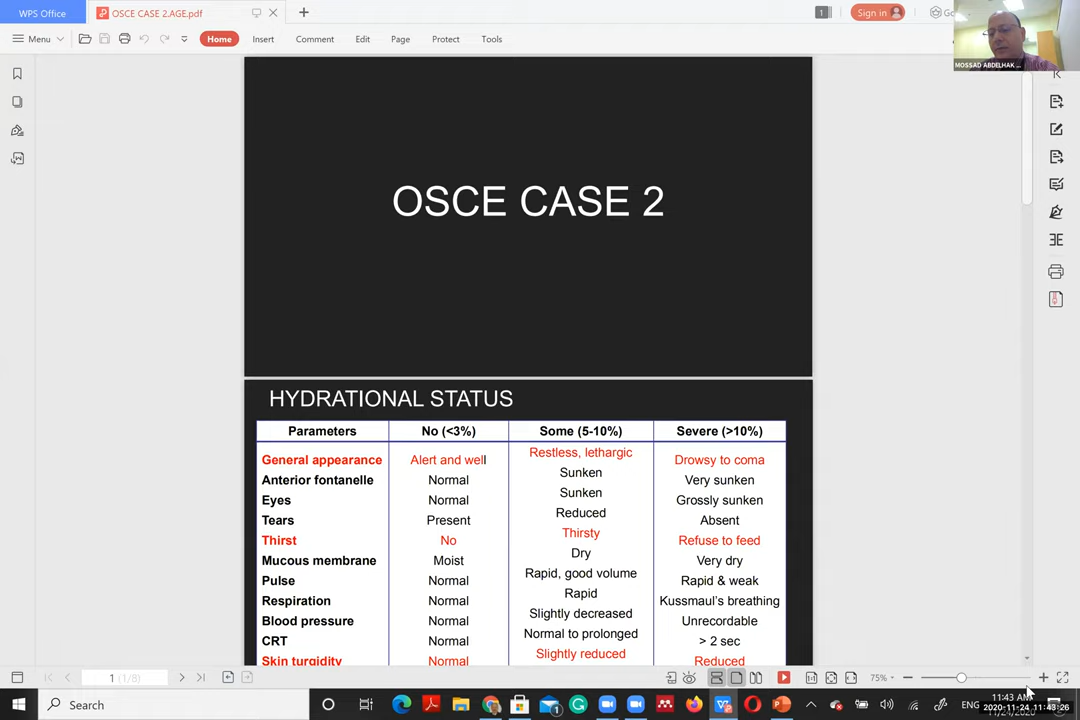 WPS Office
OSCE CASE 2.AGE.pdf
1
Sign in
Menu
Home
Insert
Comment
Edit
Page
Protect
Tools
MOSSAD ABDELHAK ...
OSCE CASE 2
HYDRATIONAL STATUS
Parameters No (<3%) Some (5-10%) Severe (>10%)
General appearance Alert and well Restless, lethargic Drowsy to coma
Anterior fontanelle Normal Sunken Very sunken
Eyes Normal Sunken Grossly sunken
Tears Present Reduced Absent
Thirst No Thirsty Refuse to feed
Mucous membrane Moist Dry Very dry
Pulse Normal Rapid, good volume Rapid & weak
Respiration Normal Rapid Kussmaul's breathing
Blood pressure Normal Slightly decreased Unrecordable
CRT Normal Normal to prolonged > 2 sec
Skin turgidity Normal Slightly reduced Reduced
1 (1/8)
75%
Search
ENG
11:43 AM
2020-11-24 11:43:26